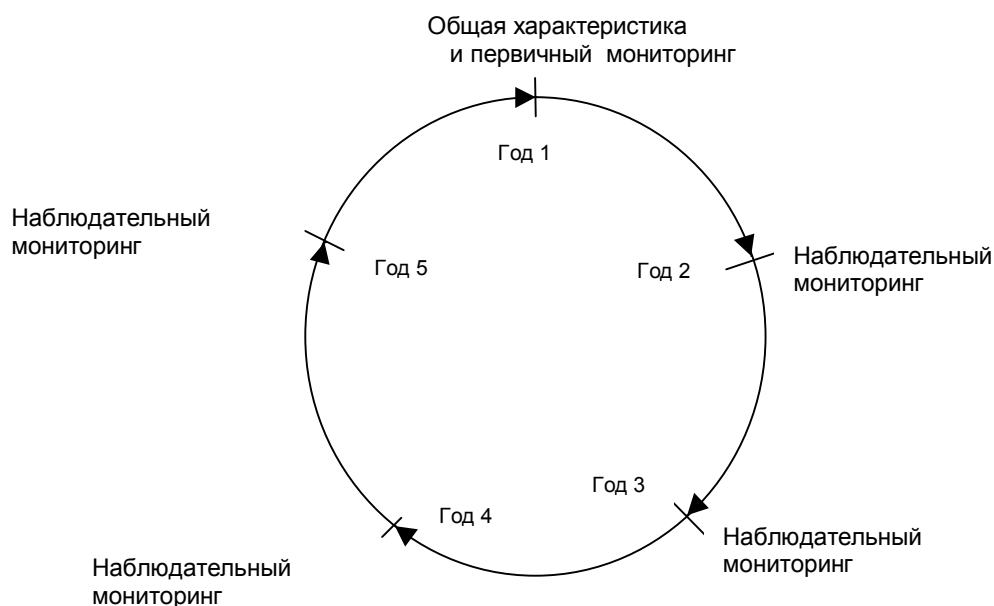 Общая характеристика
и первичный мониторинг
Год 1
Наблюдательный
мониторинг
Год 5
Год 2
Наблюдательный
мониторинг
Год 3
Год 4
Наблюдательный
мониторинг
Наблюдательный
мониторинг